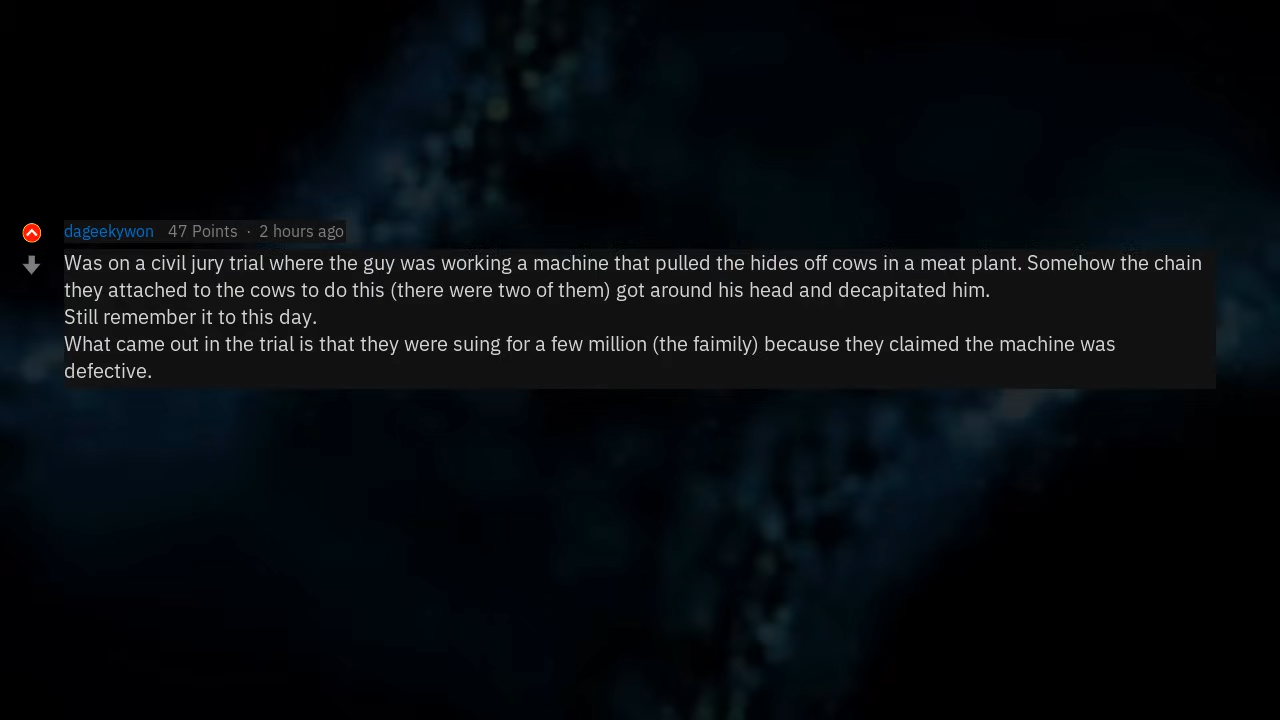 dageekywon 47 Points · 2 hours ago
Was on a civil jury trial where the guy was working a machine that pulled the hides off cows in a meat plant. Somehow the chain
they attached to the cows to do this (there were two of them) got around his head and decapitated him.
Still remember it to this day.
What came out in the trial is that they were suing for a few million (the faimily) because they claimed the machine was
defective.